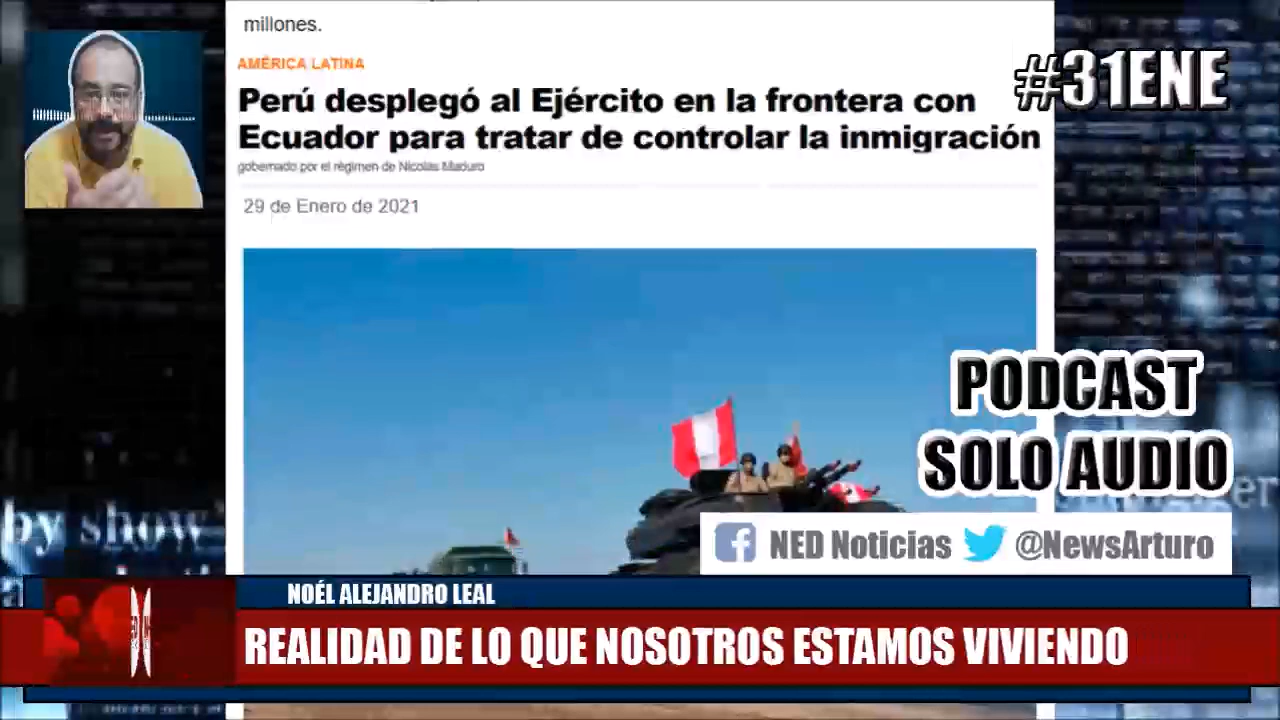 millones.
AMÉRICA LATINA
#31ENE
Perú desplegó al Ejército en la frontera con
Ecuador para tratar de controlar la inmigración
gobernado por el régimen de Nicolás Maduro
29 de Enero de 2021
PODCAST
SOLO AUDIO
by show
NED Noticias @NewsArturo
NOÉL ALEJANDRO LEAL
REALIDAD DE LO QUE NOSOTROS ESTAMOS VIVIENDO